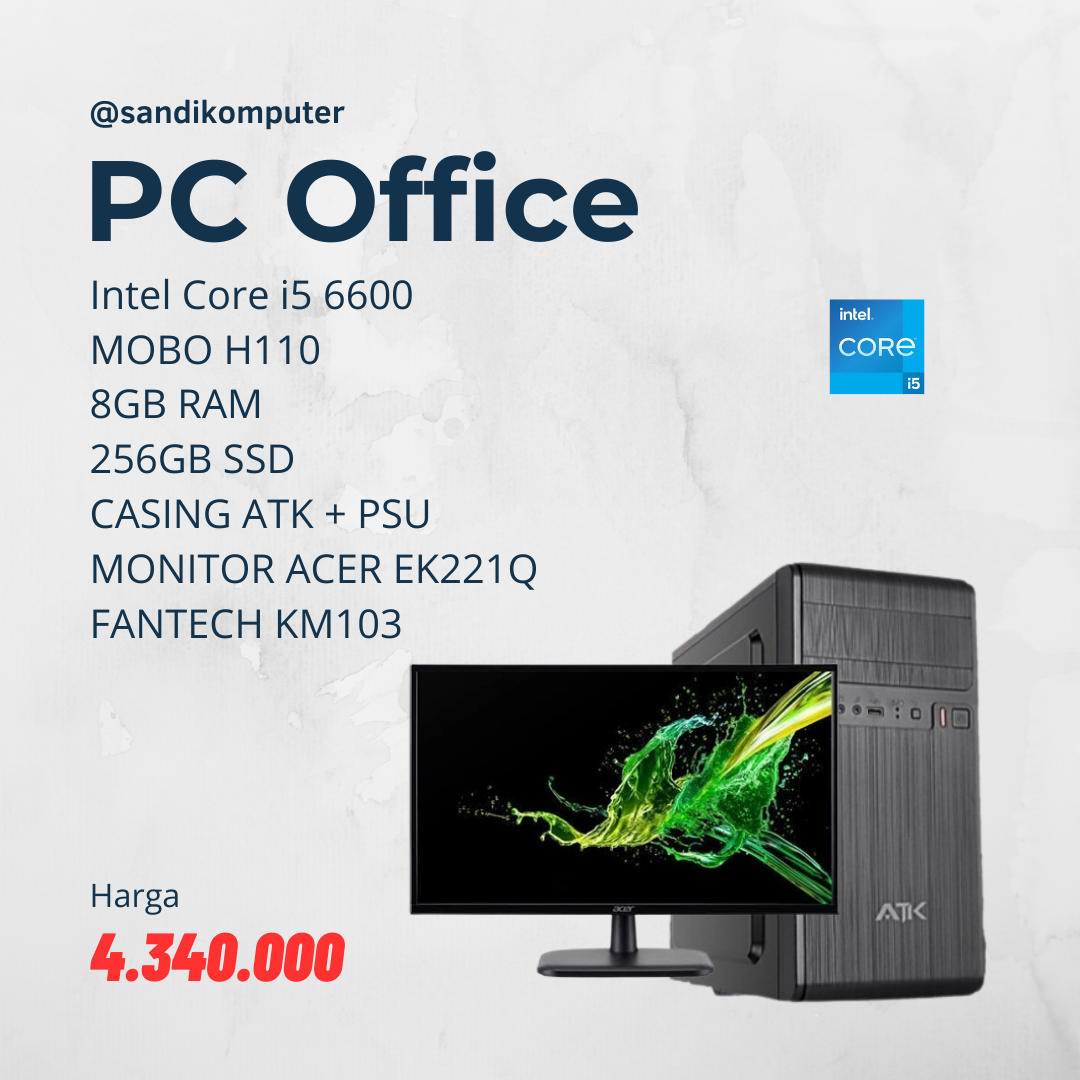 @sandikomputer
PC Office
Intel Core i5 6600
MOBO H110
8GB RAM
256GB SSD
CASING ATK + PSU
MONITOR ACER EK221Q
FANTECH KM103
intel.
CORE
i5
acer
ATK
Harga
4.340.000